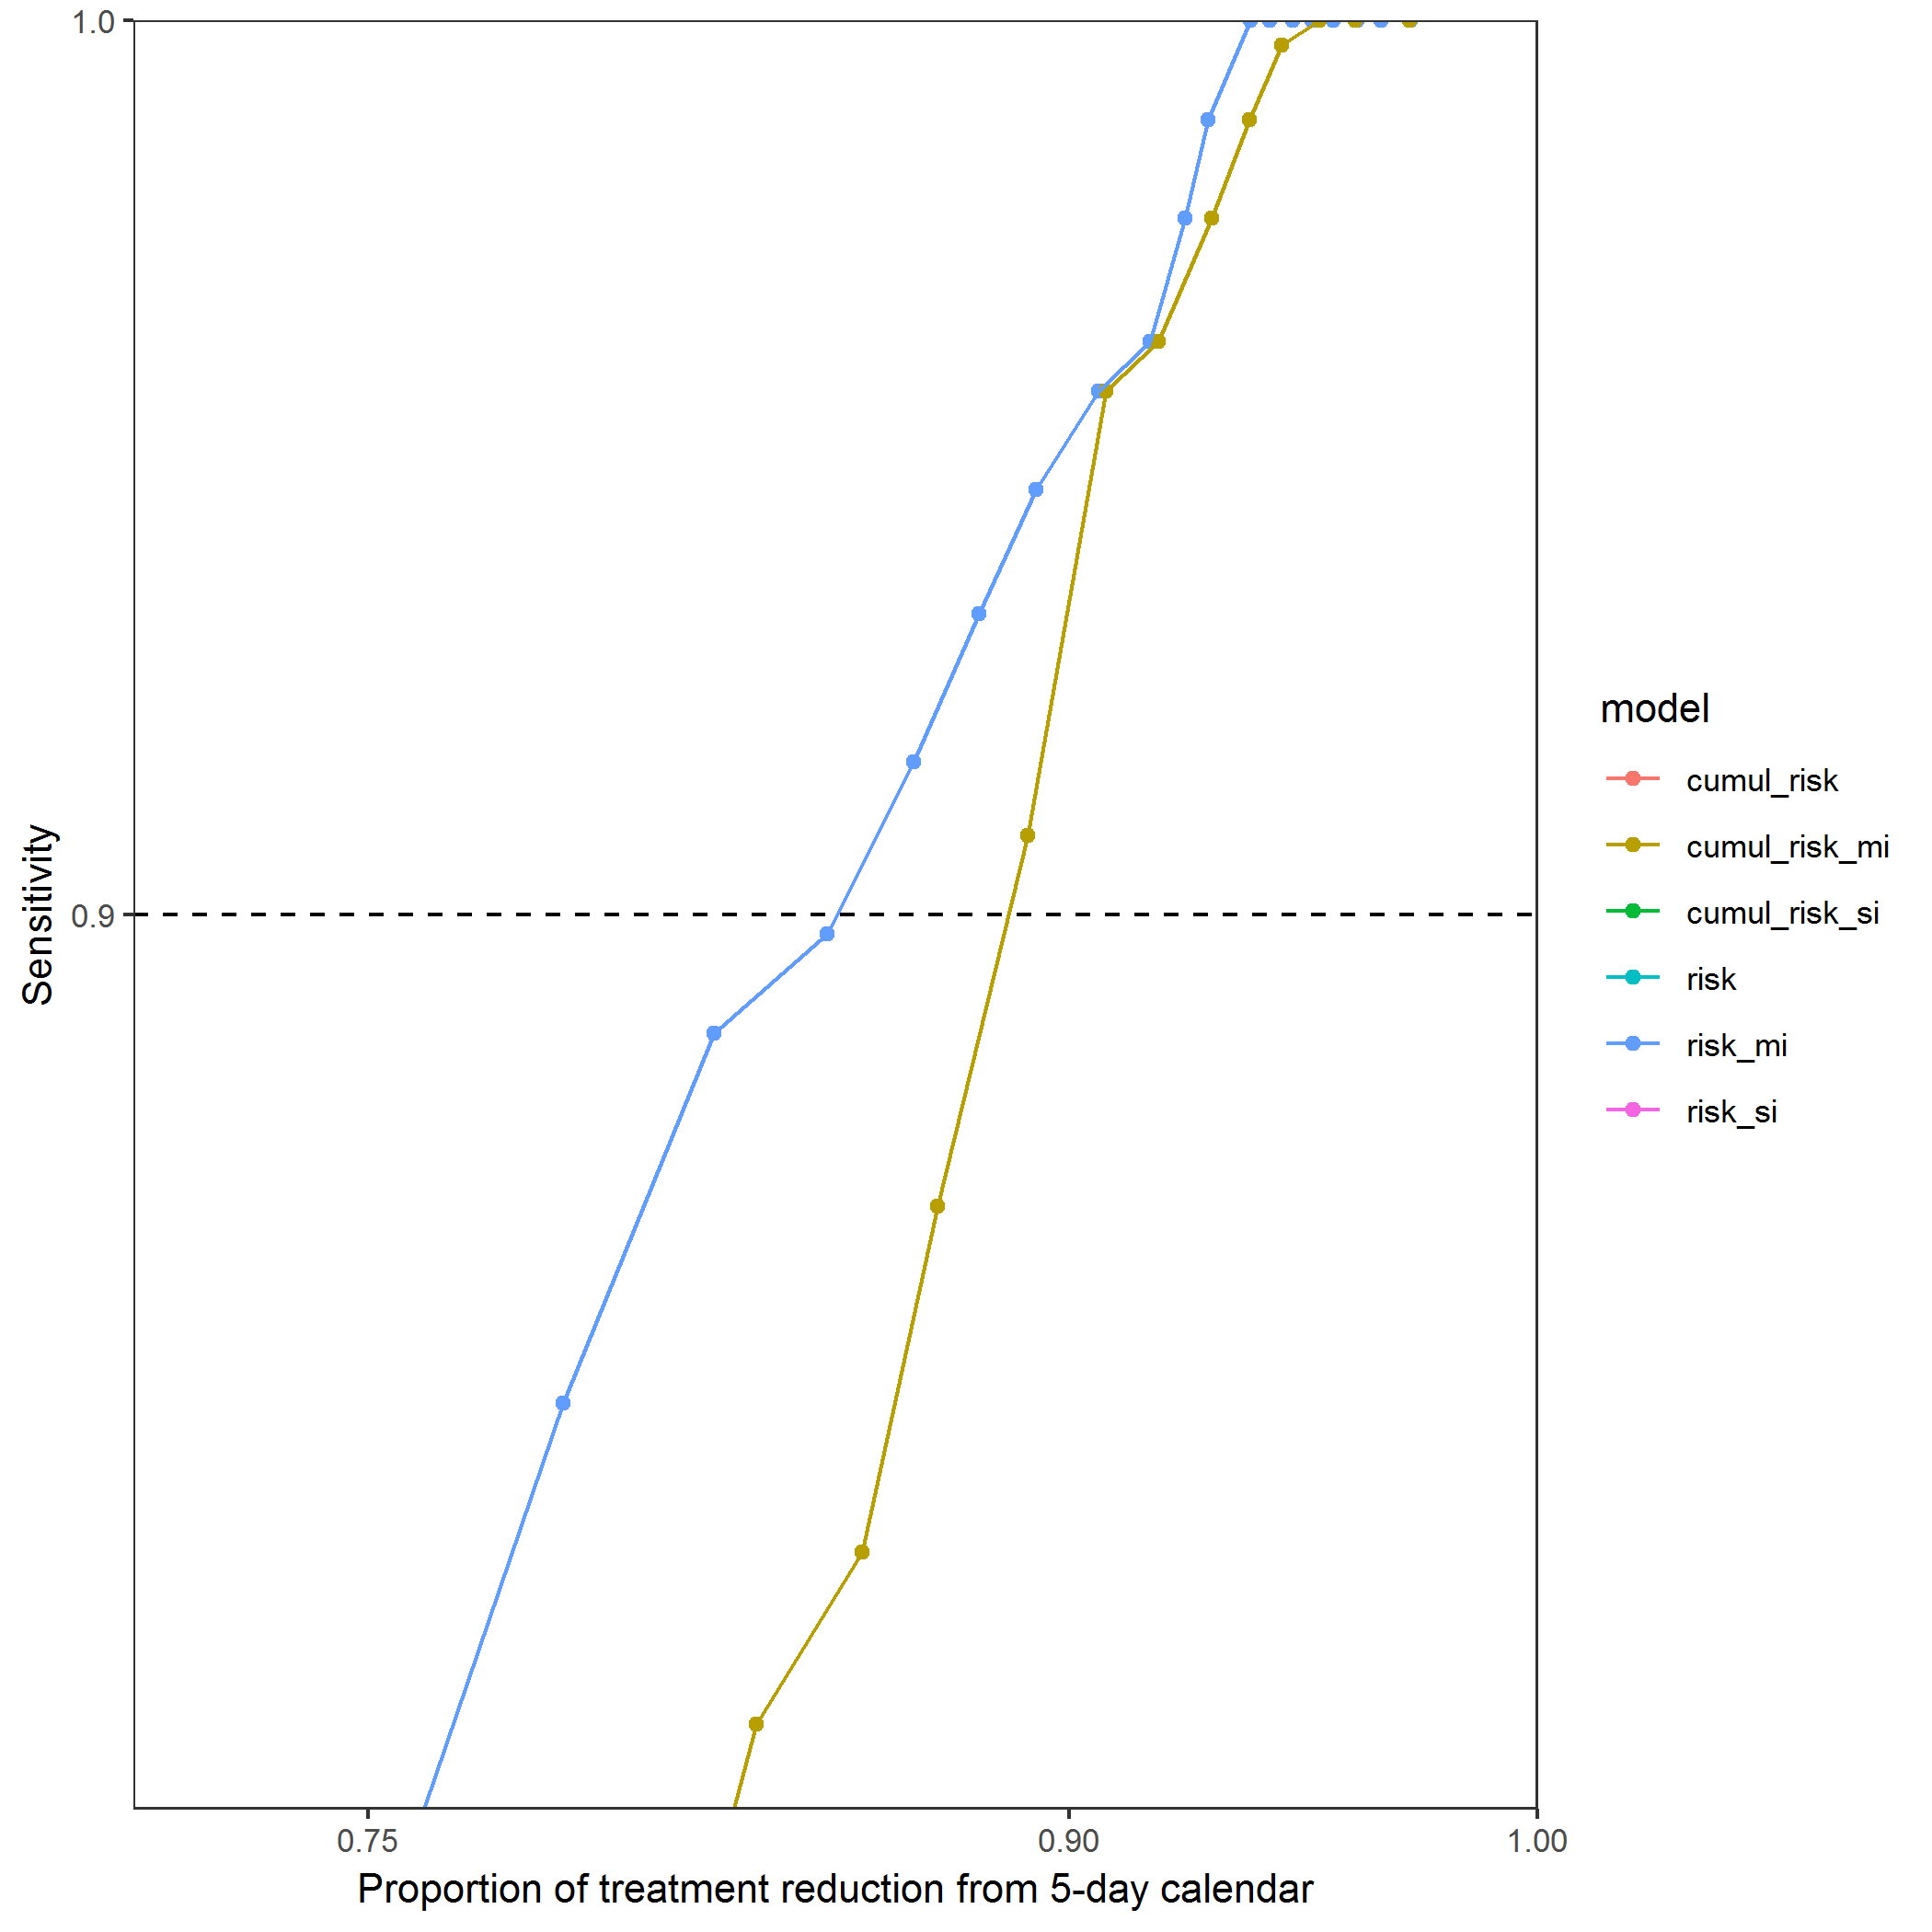 1.0
0.9
Sensitivity
0.75
0.90
1.00
Proportion of treatment reduction from 5-day calendar
model
cumul_risk
cumul_risk_mi
cumul_risk_si
risk
risk_mi
risk_si